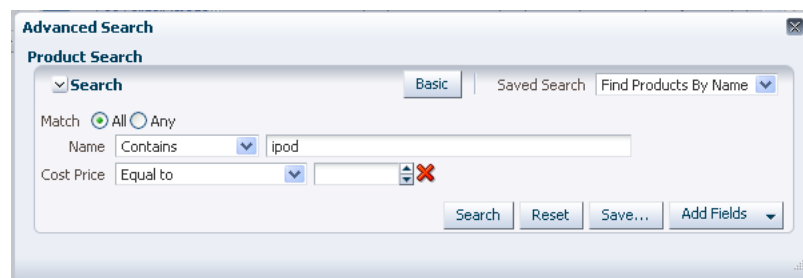 Advanced Search
Product Search
Search Basic Saved Search Find Products By Name
Match All Any
Name Contains ipod
Cost Price Equal to
Search Reset Save... Add Fields